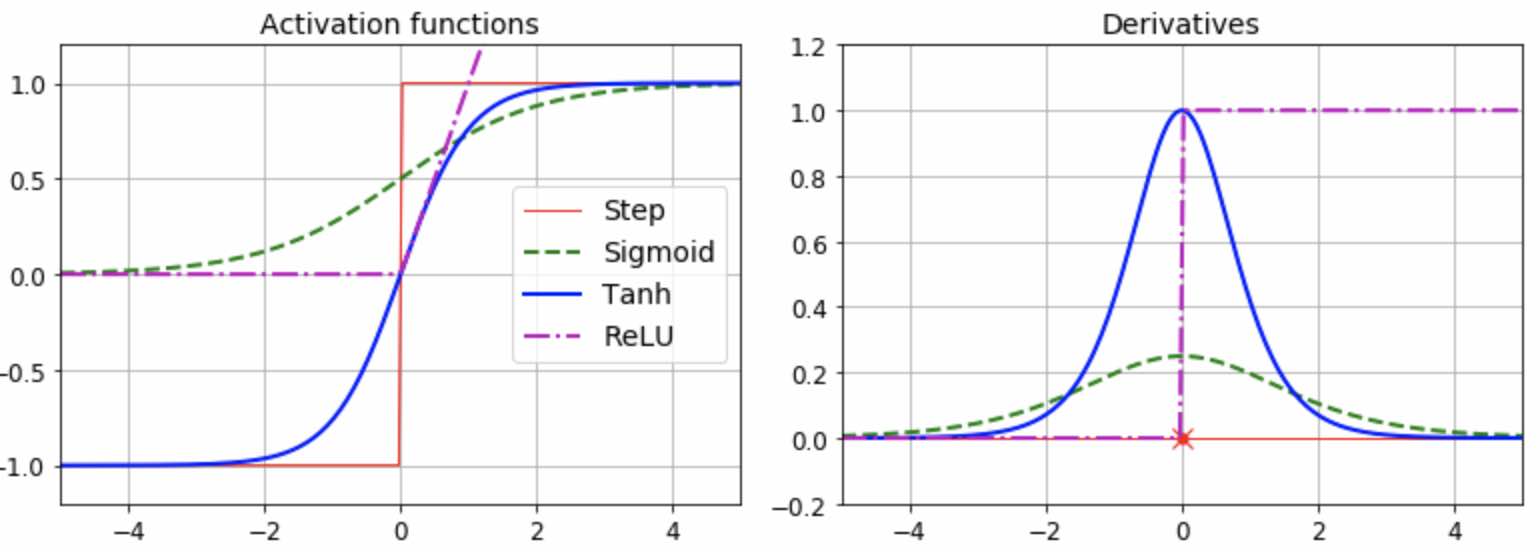 Activation functions
1.0
0.5
0.0
−0.5
−1.0
−4 −2 0 2 4
Step
Sigmoid
Tanh
ReLU
Derivatives
1.2
1.0
0.8
0.6
0.4
0.2
0.0
−0.2
−4 −2 0 2 4